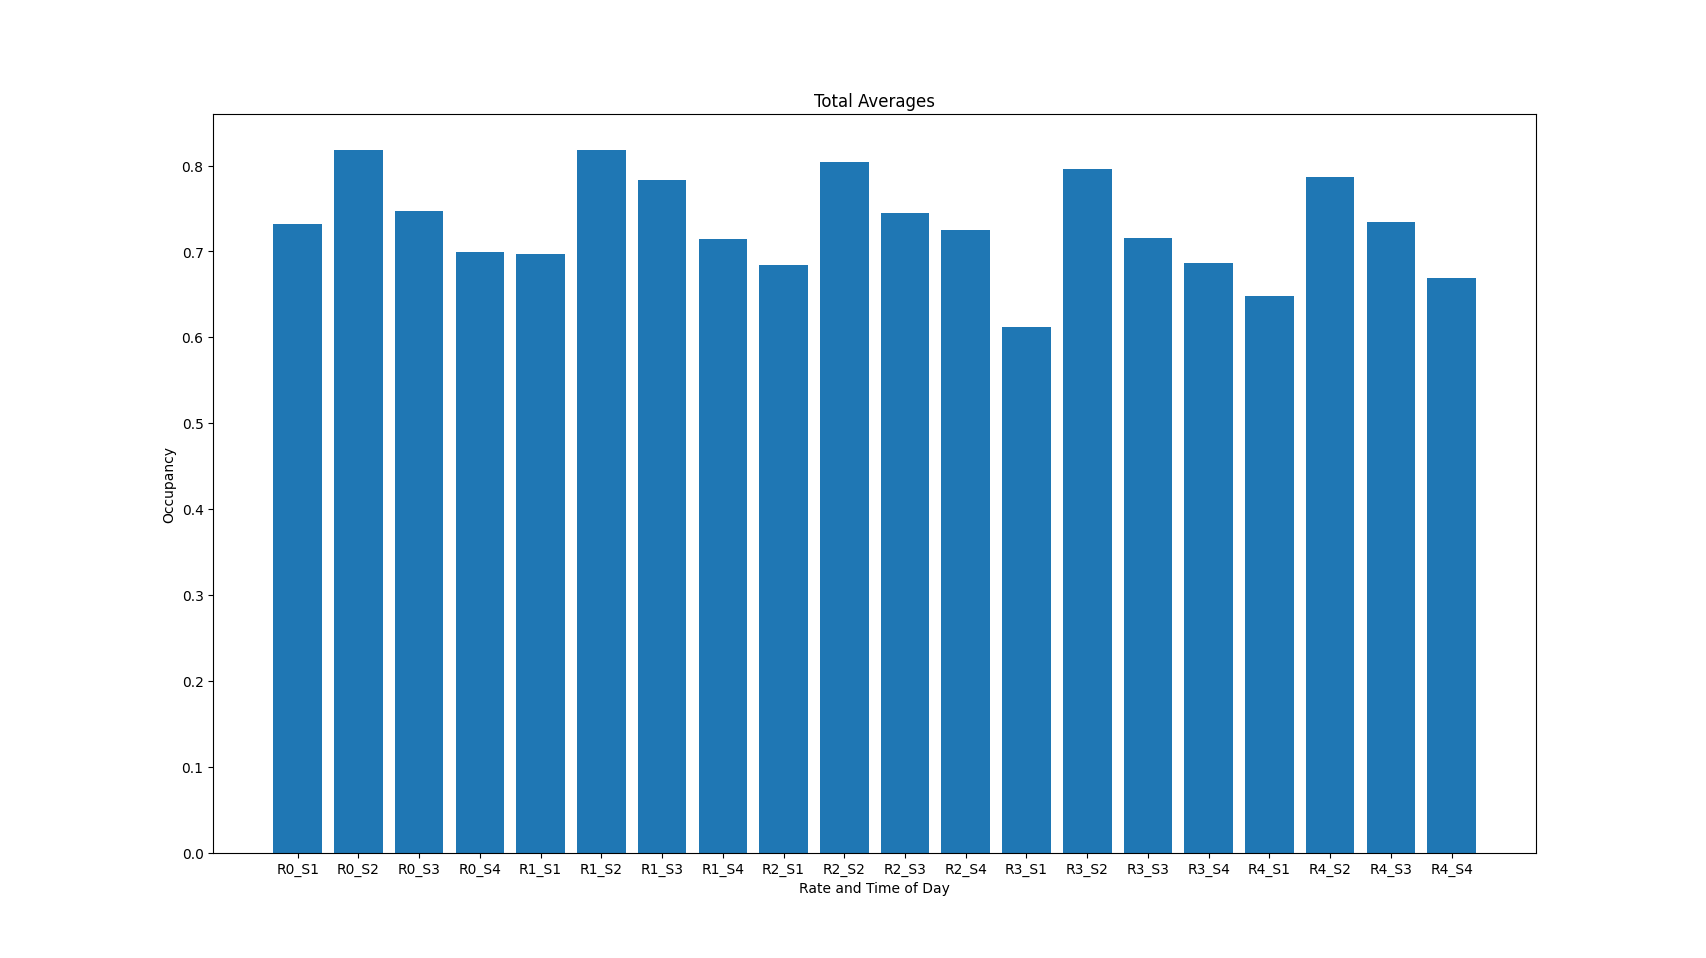 Total Averages
Occupancy
0.8
0.7
0.6
0.5
0.4
0.3
0.2
0.1
0.0
R0_S1 R0_S2 R0_S3 R0_S4 R1_S1 R1_S2 R1_S3 R1_S4 R2_S1 R2_S2 R2_S3 R2_S4 R3_S1 R3_S2 R3_S3 R3_S4 R4_S1 R4_S2 R4_S3 R4_S4
Rate and Time of Day